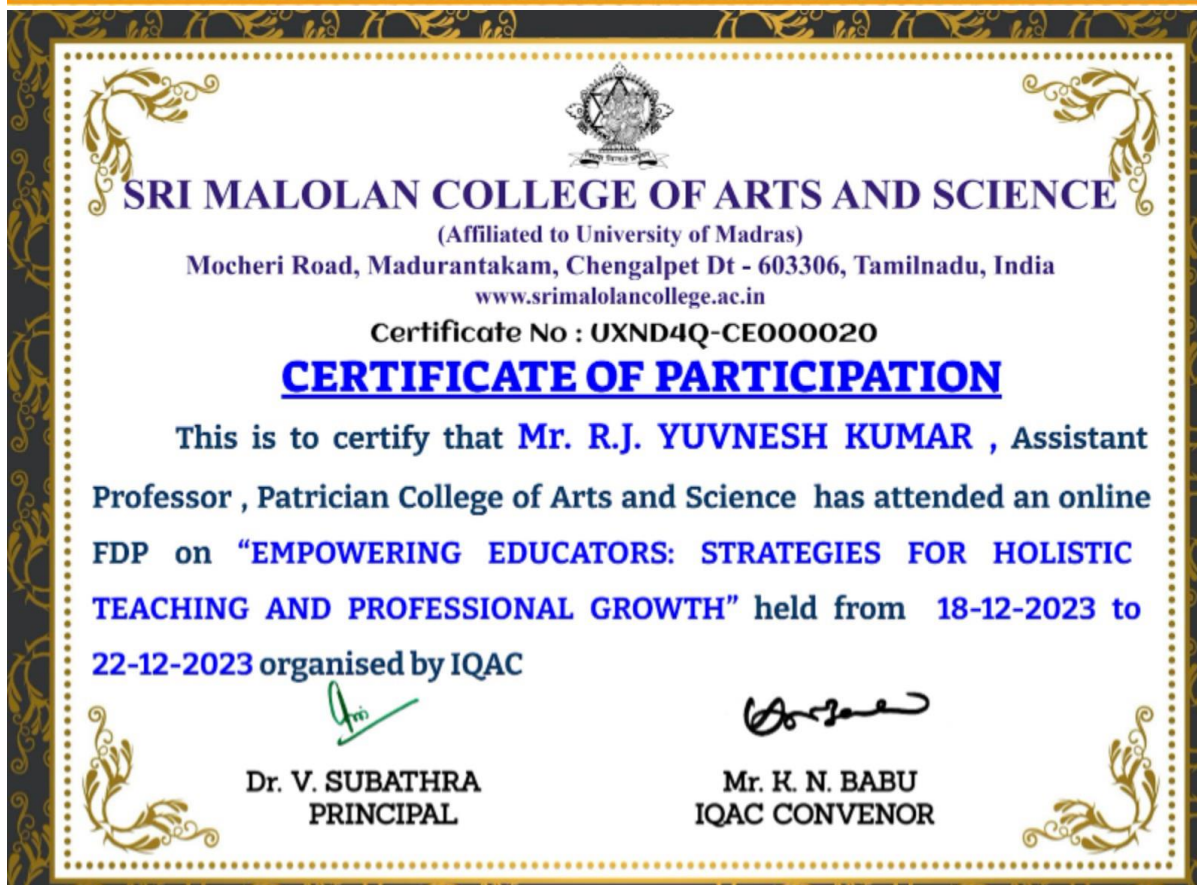 SRI MALOLAN COLLEGE OF ARTS AND SCIENCE
(Affiliated to University of Madras)
Mocheri Road, Madurantakam, Chengalpet Dt - 603306, Tamilnadu, India
www.srimalolancollege.ac.in
Certificate No : UXND4Q-CE000020
CERTIFICATE OF PARTICIPATION
This is to certify that Mr. R.J. YUVNESH KUMAR , Assistant
Professor , Patrician College of Arts and Science has attended an online
FDP on “EMPOWERING EDUCATORS: STRATEGIES FOR HOLISTIC
TEACHING AND PROFESSIONAL GROWTH” held from 18-12-2023 to
22-12-2023 organised by IQAC
Dr. V. SUBATHRA
PRINCIPAL
Mr. K. N. BABU
IQAC CONVENOR